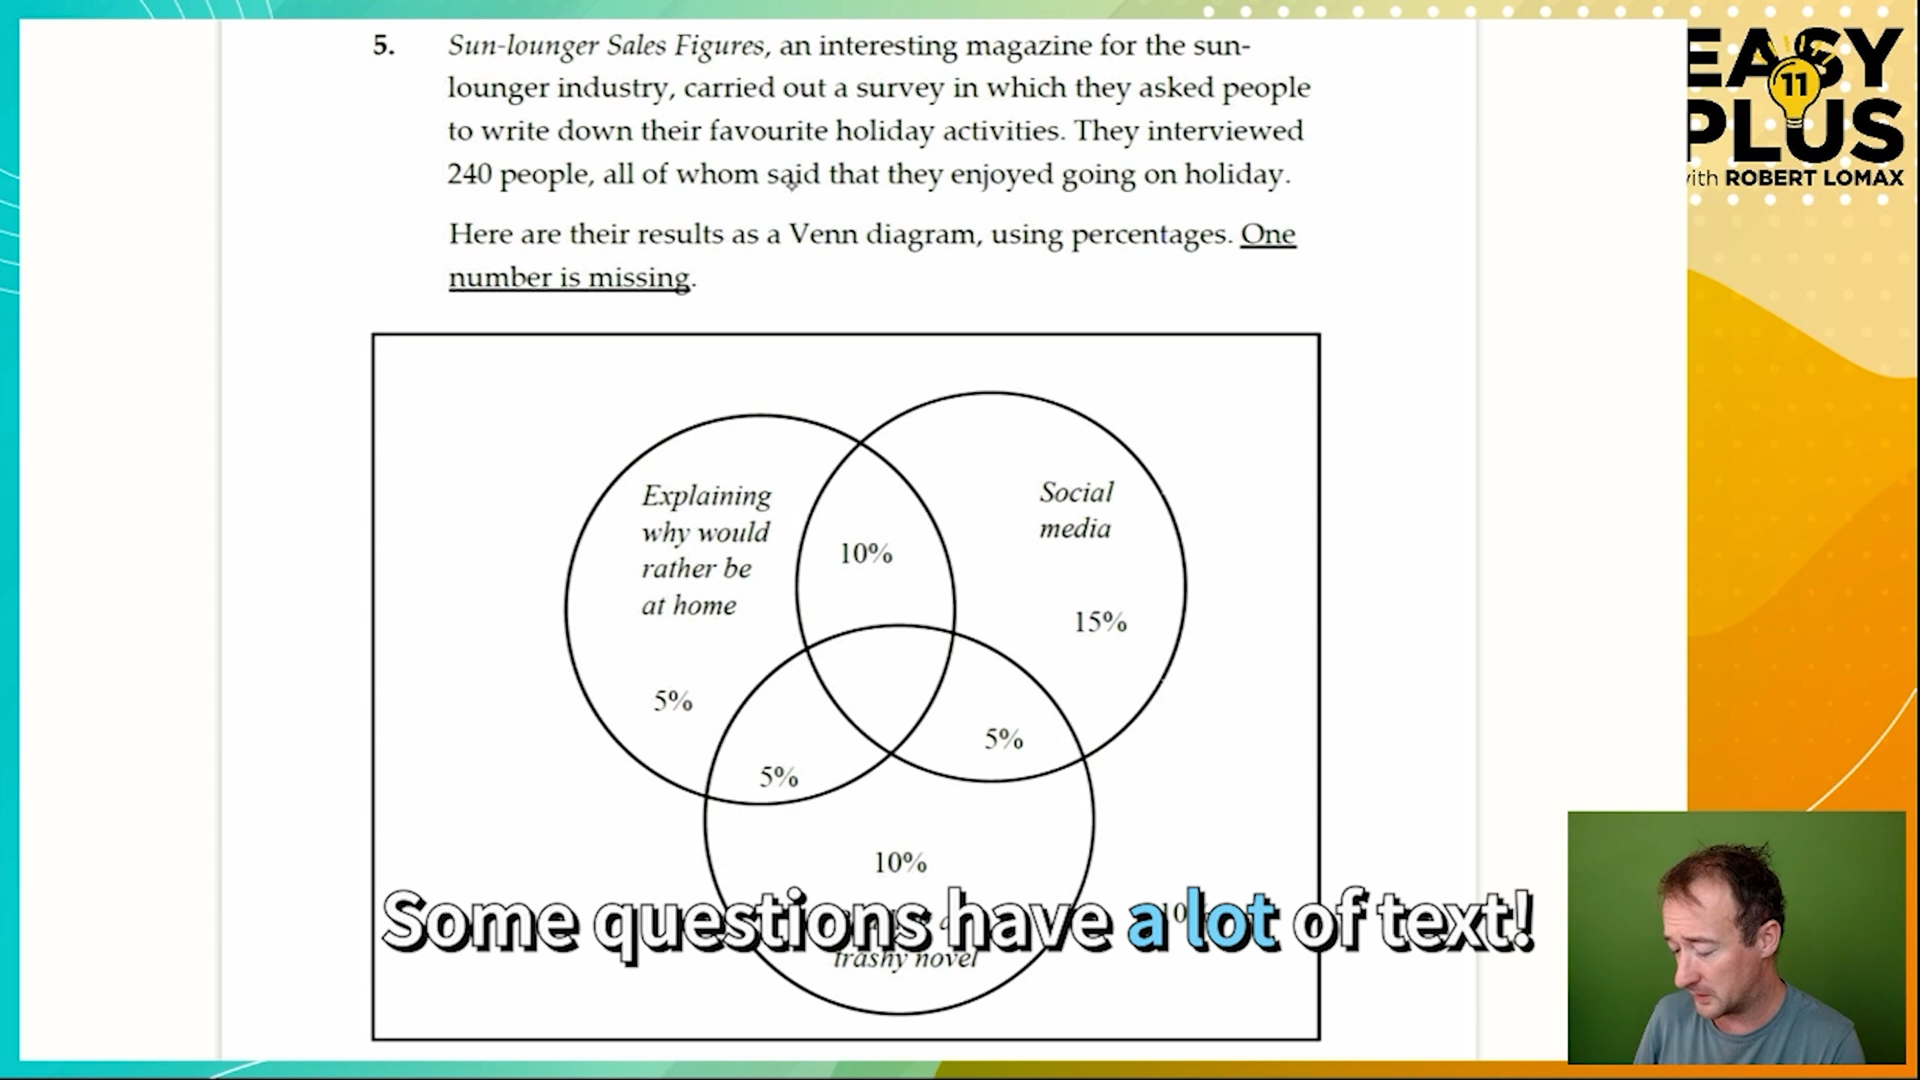 5. Sun-lounger Sales Figures, an interesting magazine for the sun-
lounger industry, carried out a survey in which they asked people
to write down their favourite holiday activities. They interviewed
240 people, all of whom said that they enjoyed going on holiday.
Here are their results as a Venn diagram, using percentages. One
number is missing.
Explaining
why would
rather be
at home
5%
10%
Social
media
15%
5%
5%
10%
trashy novel
Some questions have a lot of text!
EASY
11
PLUS
with ROBERT LOMAX